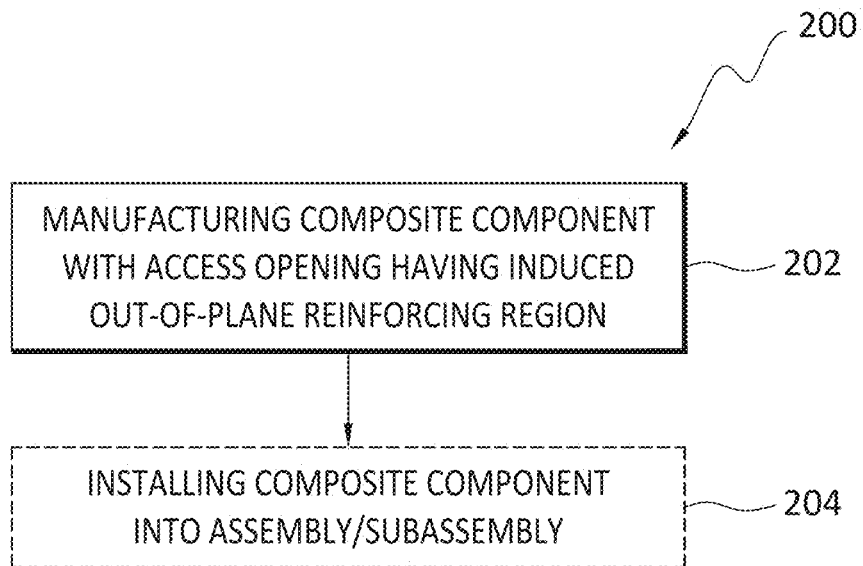 200
MANUFACTURING COMPOSITE COMPONENT
WITH ACCESS OPENING HAVING INDUCED
OUT-OF-PLANE REINFORCING REGION
202
INSTALLING COMPOSITE COMPONENT
INTO ASSEMBLY/SUBASSEMBLY
204